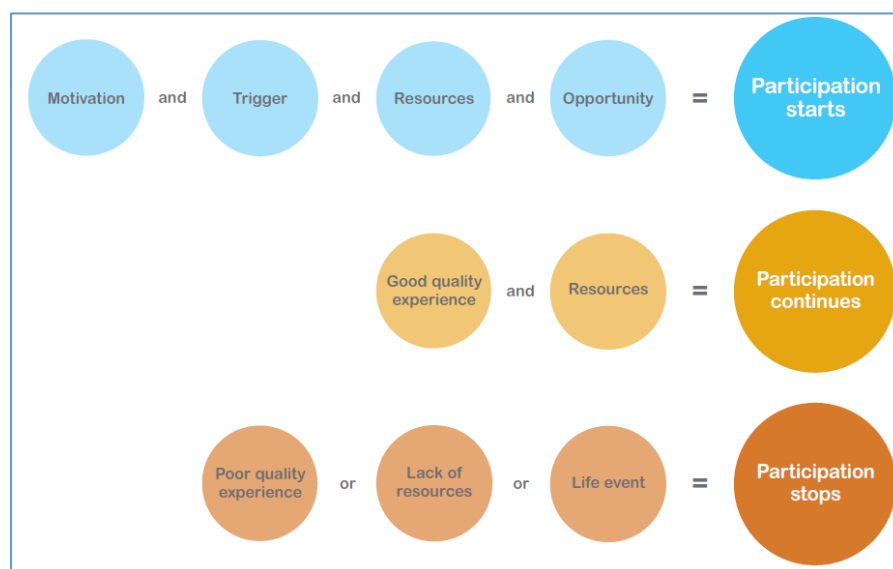 Motivation and Trigger and Resources and Opportunity = Participation starts
Good quality experience and Resources = Participation continues
Poor quality experience or Lack of resources or Life event = Participation stops